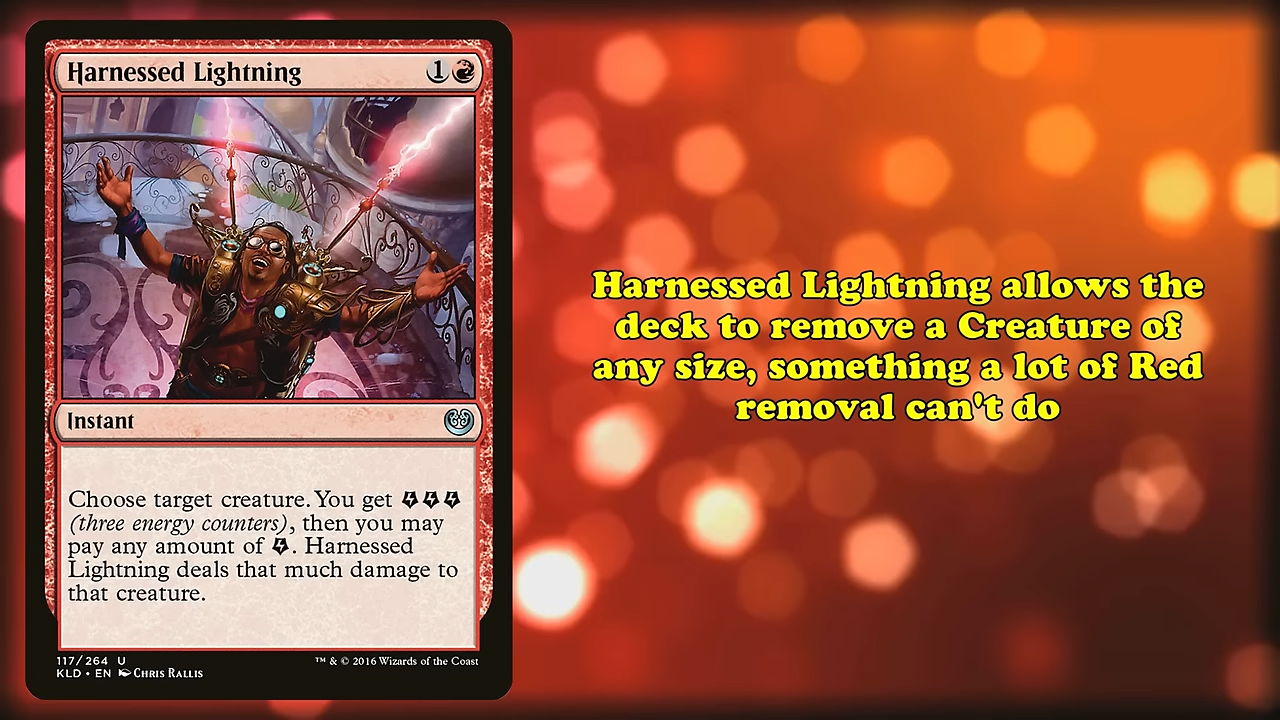 Harnessed Lightning 1
Instant
Choose target creature. You get
(three energy counters), then you may
pay any amount of . Harnessed
Lightning deals that much damage to
that creature.
117/264 U
KLD • EN Chris Rallis
™ & © 2016 Wizards of the Coast
Harnessed Lightning allows the
deck to remove a Creature of
any size, something a lot of Red
removal can't do